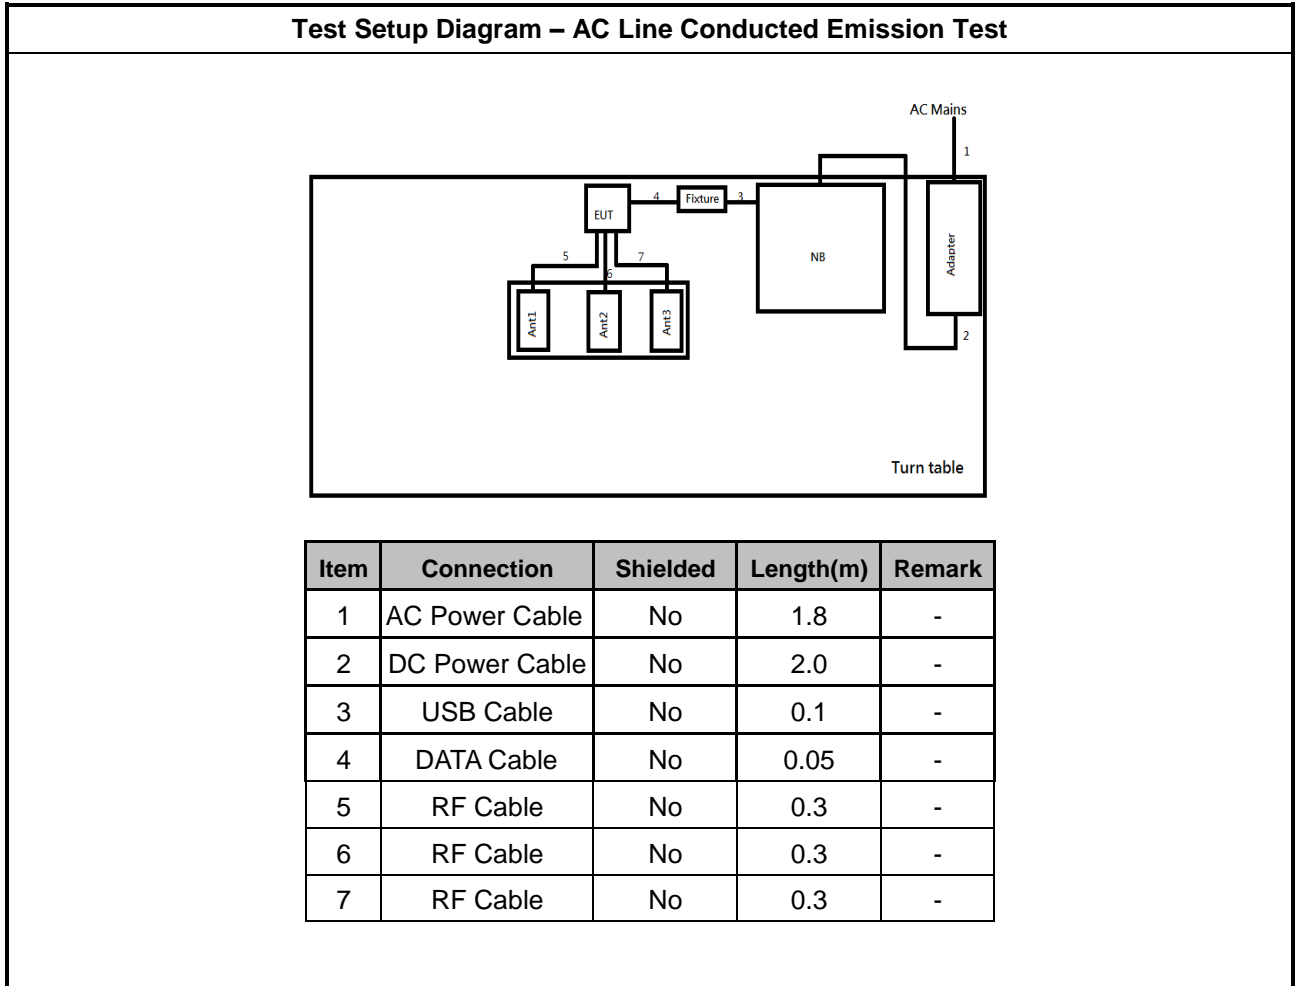 Test Setup Diagram – AC Line Conducted Emission Test
AC Mains
1
EUT
4
Fixture
3
NB
Adapter
5
6
7
2
Ant1
Ant2
Ant3
Turn table
Item Connection Shielded Length(m) Remark
1 AC Power Cable No 1.8 -
2 DC Power Cable No 2.0 -
3 USB Cable No 0.1 -
4 DATA Cable No 0.05 -
5 RF Cable No 0.3 -
6 RF Cable No 0.3 -
7 RF Cable No 0.3 -